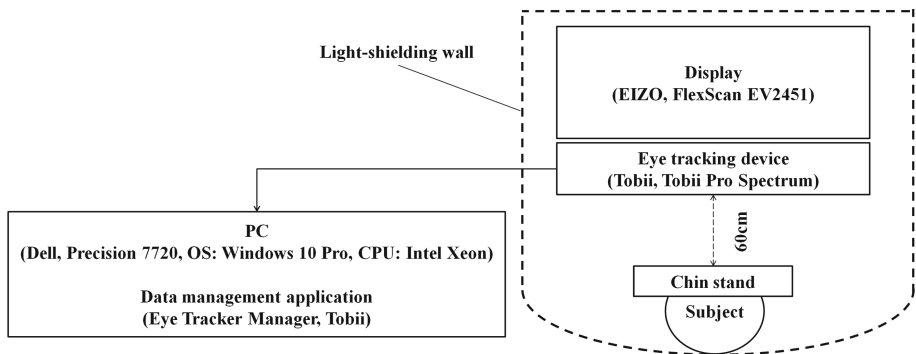 Light-shielding wall
Display
(EIZO, FlexScan EV2451)
Eye tracking device
(Tobii, Tobii Pro Spectrum)
60cm
Chin stand
Subject
PC
(Dell, Precision 7720, OS: Windows 10 Pro, CPU: Intel Xeon)
Data management application
(Eye Tracker Manager, Tobii)